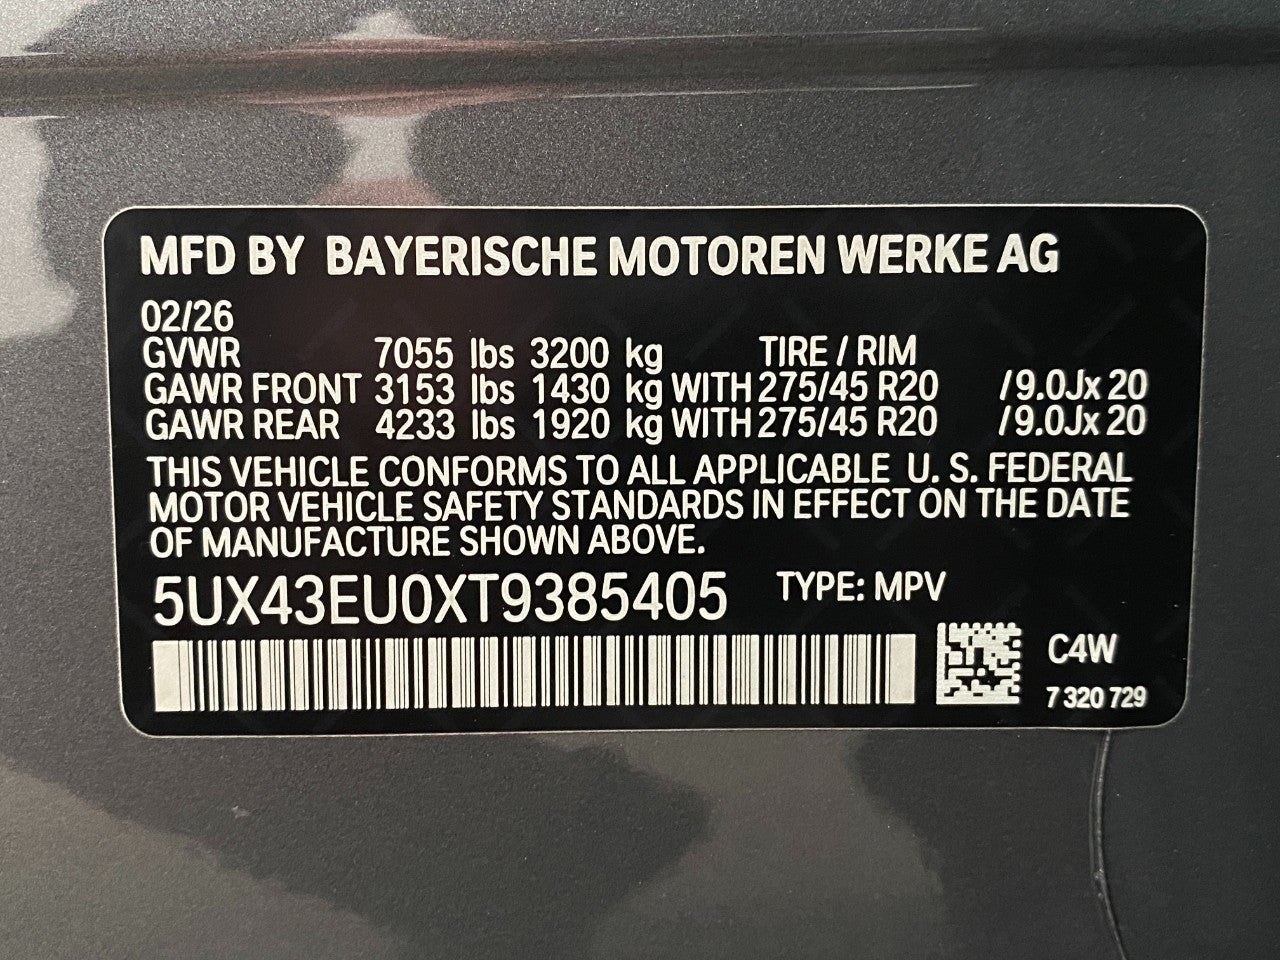 MFD BY BAYERISCHE MOTOREN WERKE AG
02/26
GVWR 7055 lbs 3200 kg TIRE / RIM
GAWR FRONT 3153 lbs 1430 kg WITH 275/45 R20 /9.0Jx 20
GAWR REAR 4233 lbs 1920 kg WITH 275/45 R20 /9.0Jx 20
THIS VEHICLE CONFORMS TO ALL APPLICABLE U. S. FEDERAL
MOTOR VEHICLE SAFETY STANDARDS IN EFFECT ON THE DATE
OF MANUFACTURE SHOWN ABOVE.
5UX43EU0XT9385405 TYPE: MPV
C4W
7 320 729